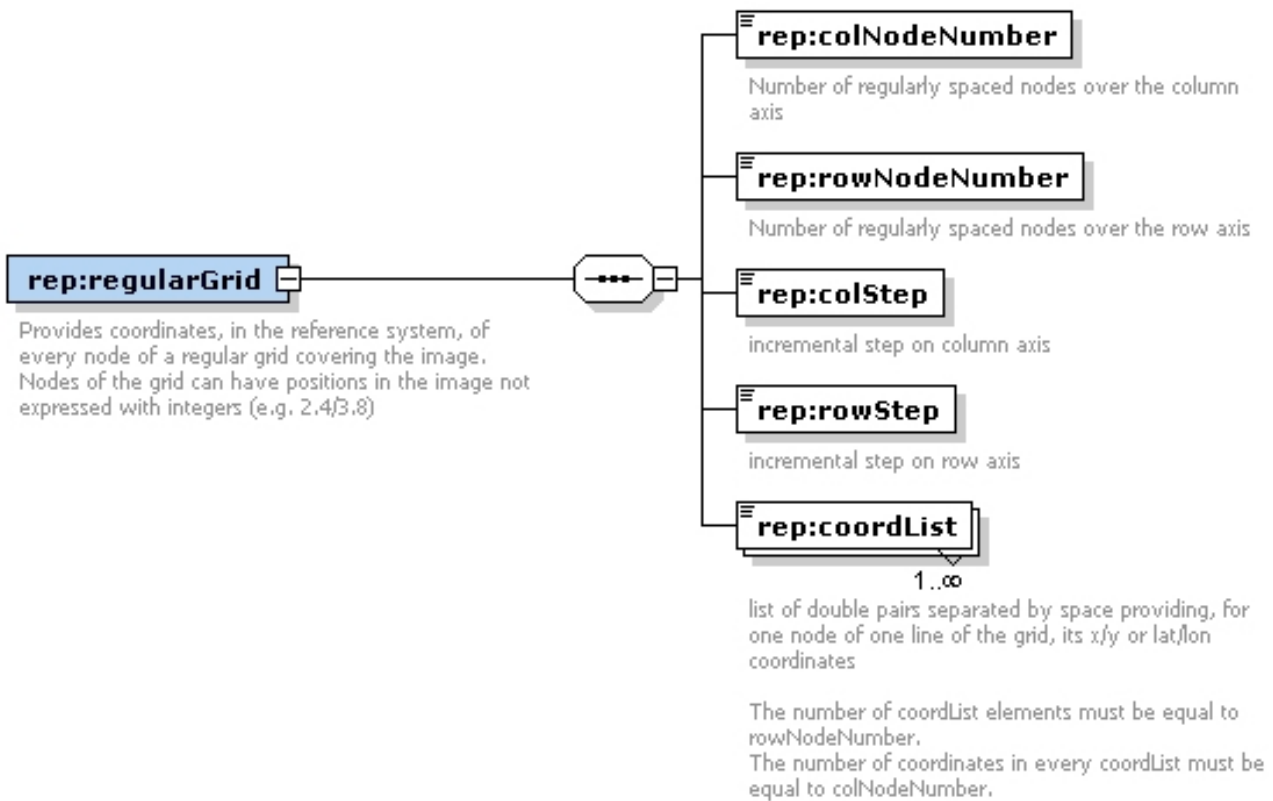 rep:colNodeNumber
Number of regularly spaced nodes over the column
axis
rep:rowNodeNumber
Number of regularly spaced nodes over the row axis
rep:regularGrid
Provides coordinates, in the reference system, of
every node of a regular grid covering the image.
Nodes of the grid can have positions in the image not
expressed with integers (e.g. 2.4/3.8)
rep:colStep
incremental step on column axis
rep:rowStep
incremental step on row axis
rep:coordList
1..∞
list of double pairs separated by space providing, for
one node of one line of the grid, its x/y or lat/lon
coordinates
The number of coordList elements must be equal to
rowNodeNumber.
The number of coordinates in every coordList must be
equal to colNodeNumber.